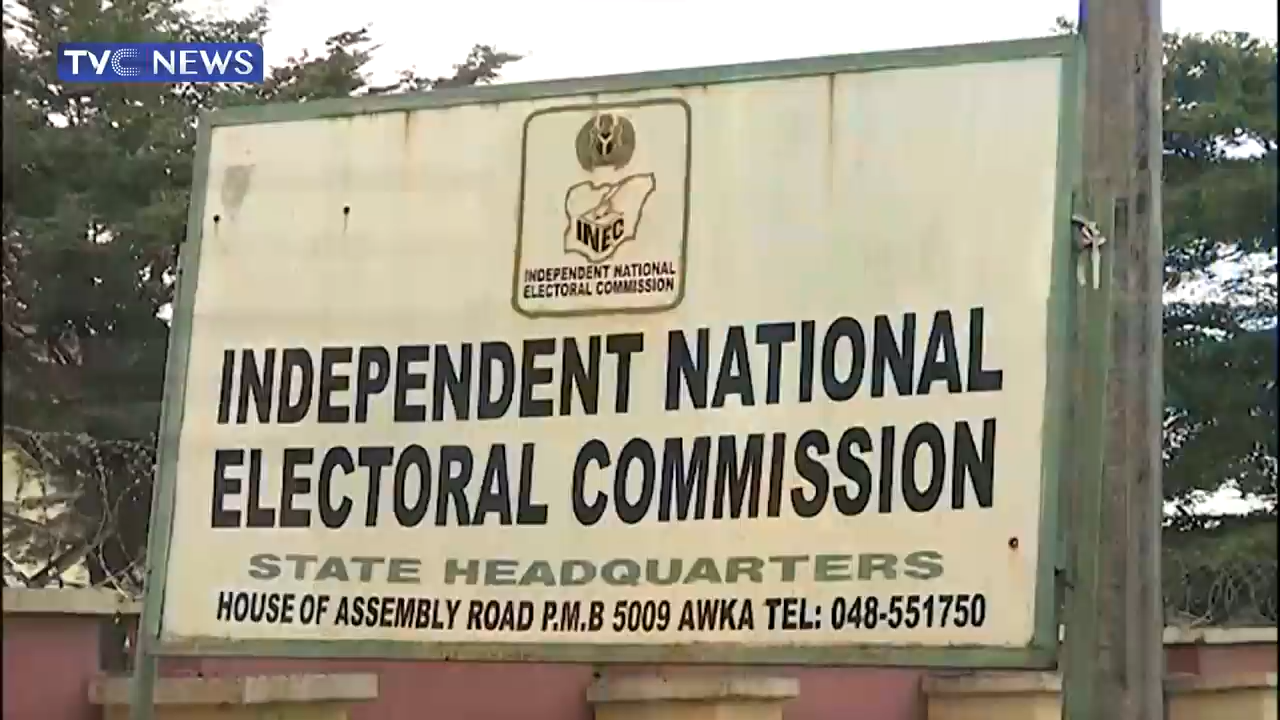 TVC NEWS
INEC
INDEPENDENT NATIONAL
ELECTORAL COMMISSION
INDEPENDENT NATIONAL
ELECTORAL COMMISSION
STATE HEADQUARTERS
HOUSE OF ASSEMBLY ROAD P.M.B 5009 AWKA TEL: 048-551750